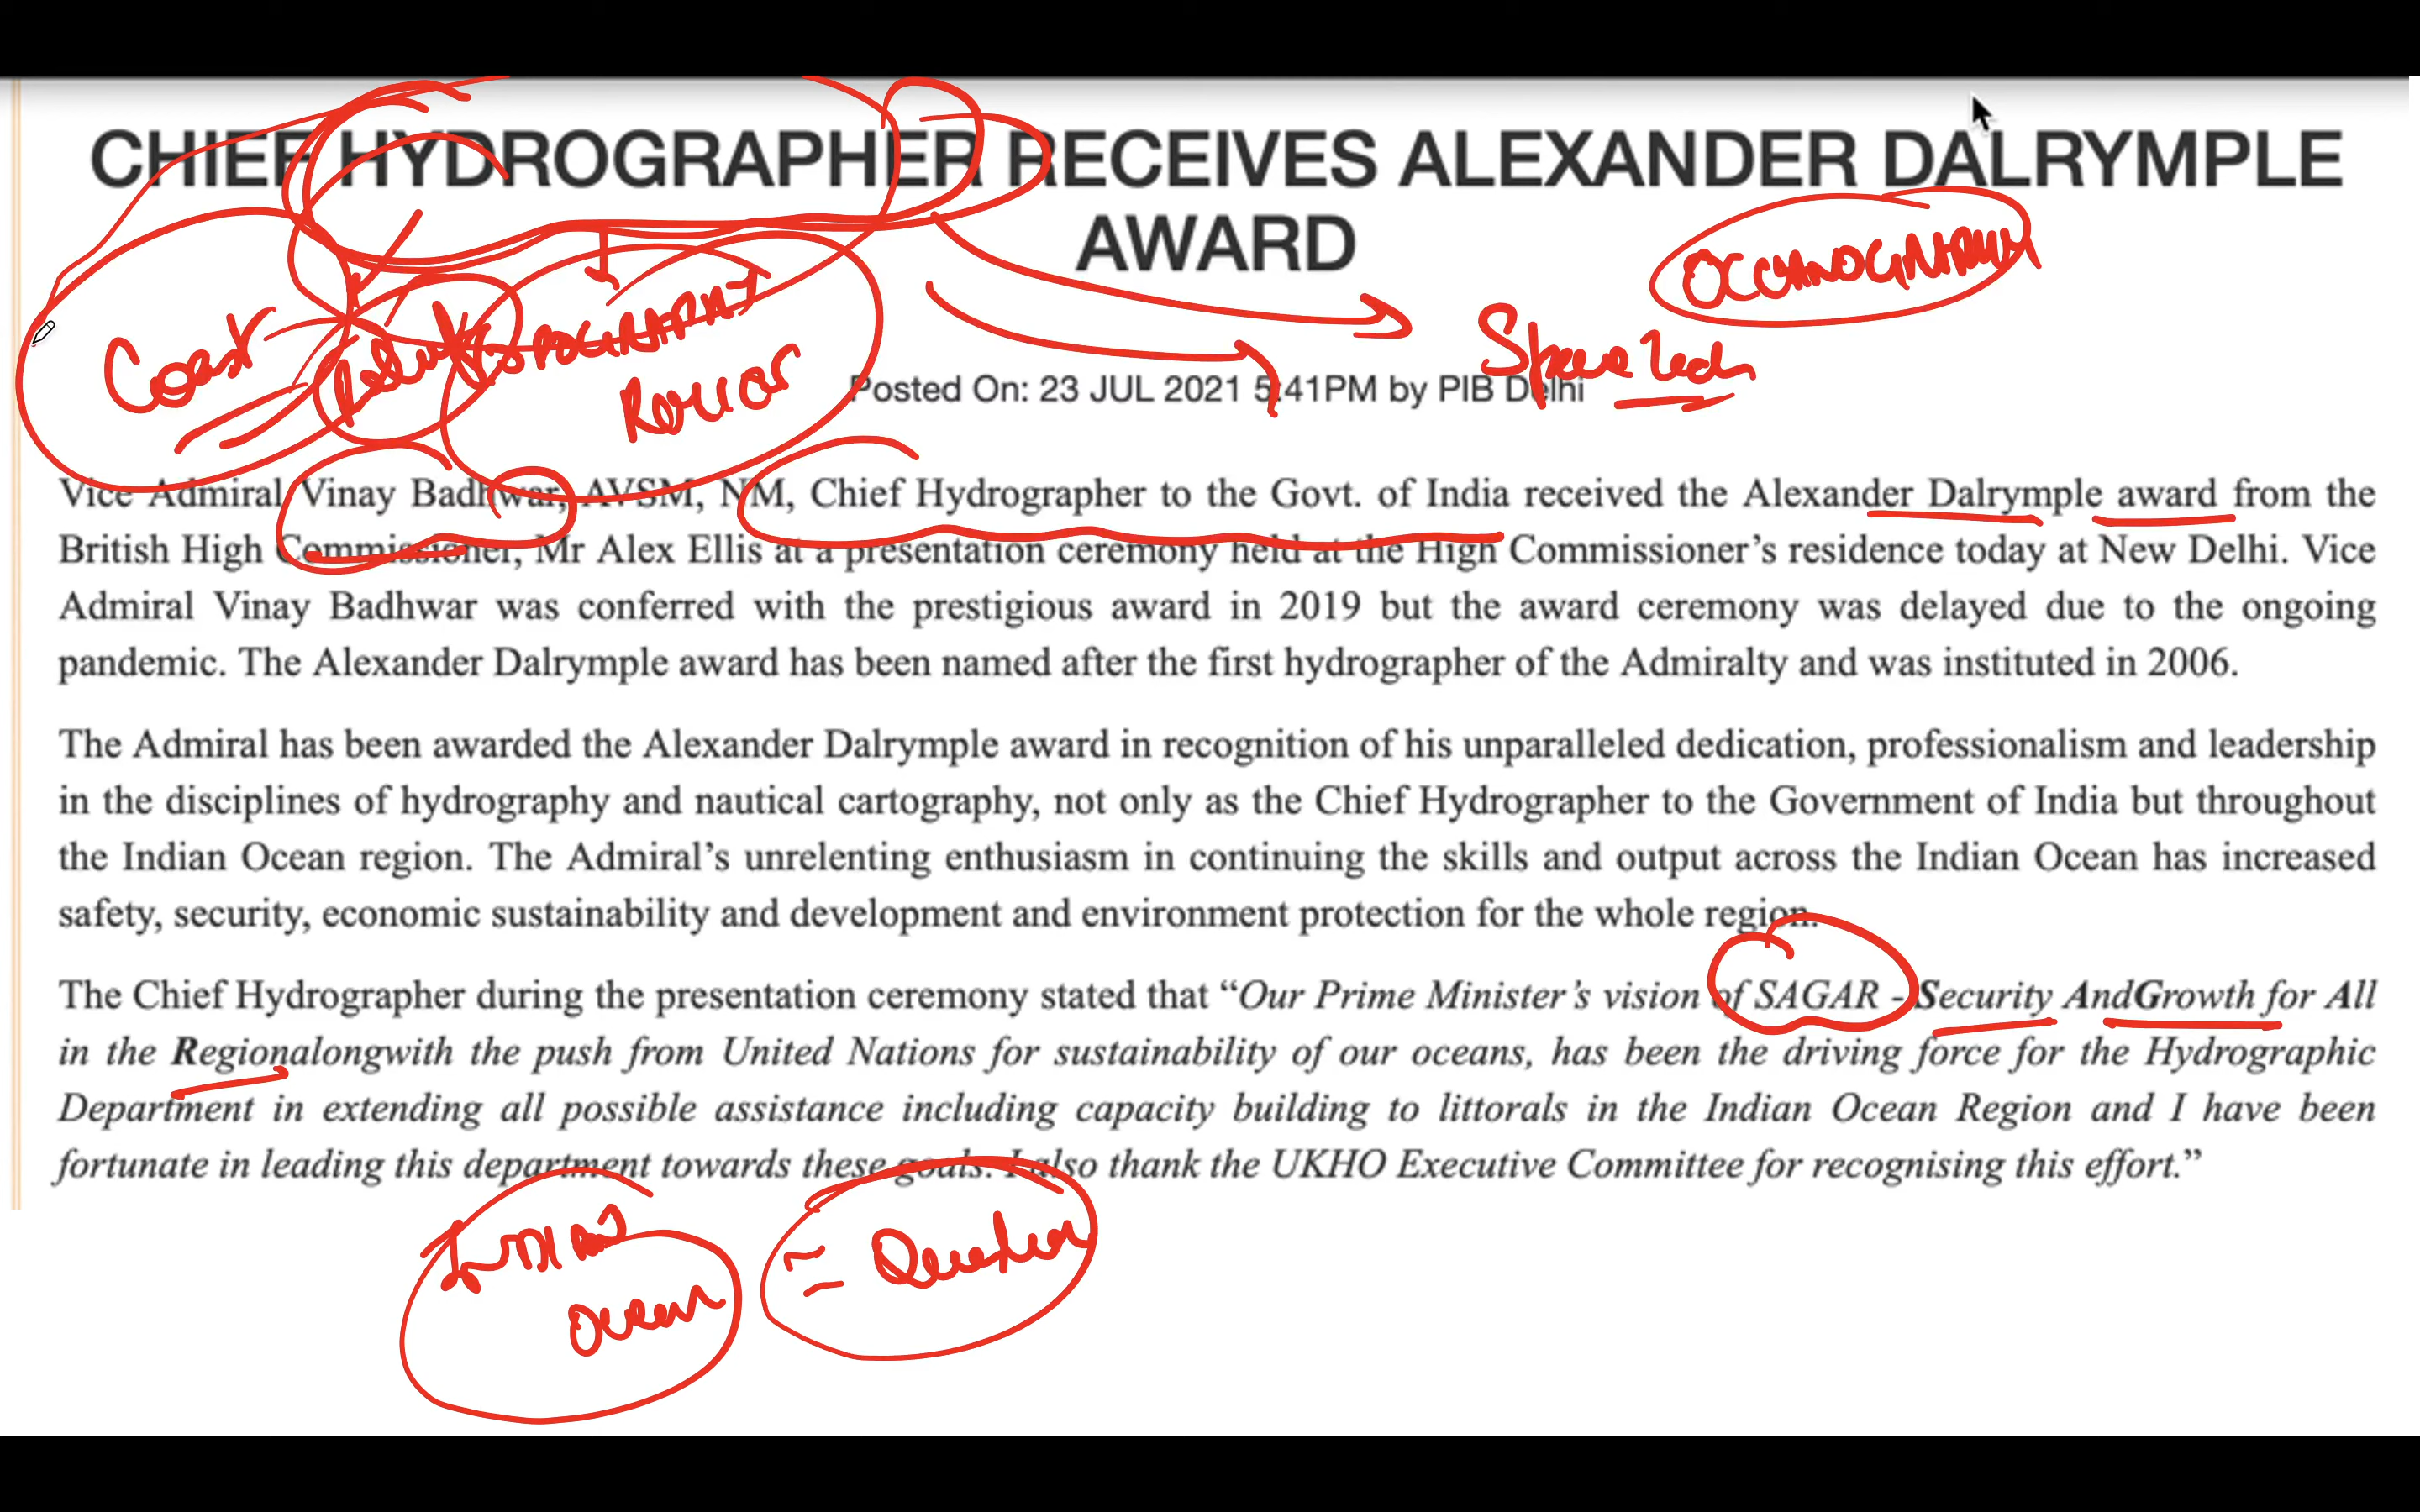 CHIEF HYDROGRAPHER RECEIVES ALEXANDER DALRYMPLE
AWARD
Coast
Space Tech
Posted On: 23 JUL 2021 5:41PM by PIB Delhi
Vice Admiral Vinay Badhwar, AVSM, NM, Chief Hydrographer to the Govt. of India received the Alexander Dalrymple award from the
British High Commissioner, Mr Alex Ellis at a presentation ceremony held at the High Commissioner’s residence today at New Delhi. Vice
Admiral Vinay Badhwar was conferred with the prestigious award in 2019 but the award ceremony was delayed due to the ongoing
pandemic. The Alexander Dalrymple award has been named after the first hydrographer of the Admiralty and was instituted in 2006.
The Admiral has been awarded the Alexander Dalrymple award in recognition of his unparalleled dedication, professionalism and leadership
in the disciplines of hydrography and nautical cartography, not only as the Chief Hydrographer to the Government of India but throughout
the Indian Ocean region. The Admiral’s unrelenting enthusiasm in continuing the skills and output across the Indian Ocean has increased
safety, security, economic sustainability and development and environment protection for the whole region.
The Chief Hydrographer during the presentation ceremony stated that “Our Prime Minister’s vision of SAGAR - Security AndGrowth for All
in the Regionalongwith the push from United Nations for sustainability of our oceans, has been the driving force for the Hydrographic
Department in extending all possible assistance including capacity building to littorals in the Indian Ocean Region and I have been
fortunate in leading this department towards these goals. I also thank the UKHO Executive Committee for recognising this effort.”
INDIAN
Ocean